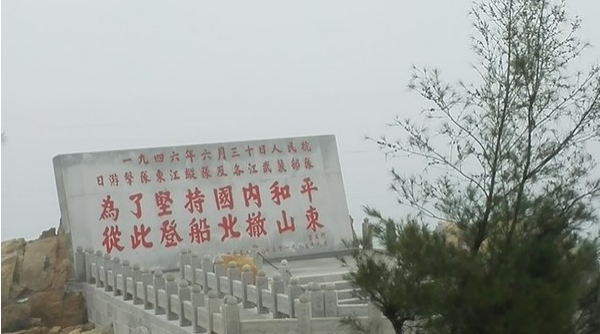 一九四六年六月三十日人民抗
日游擊隊東江縱隊及各江武裝部隊
為了堅持國內和平
從此登船北撤山東